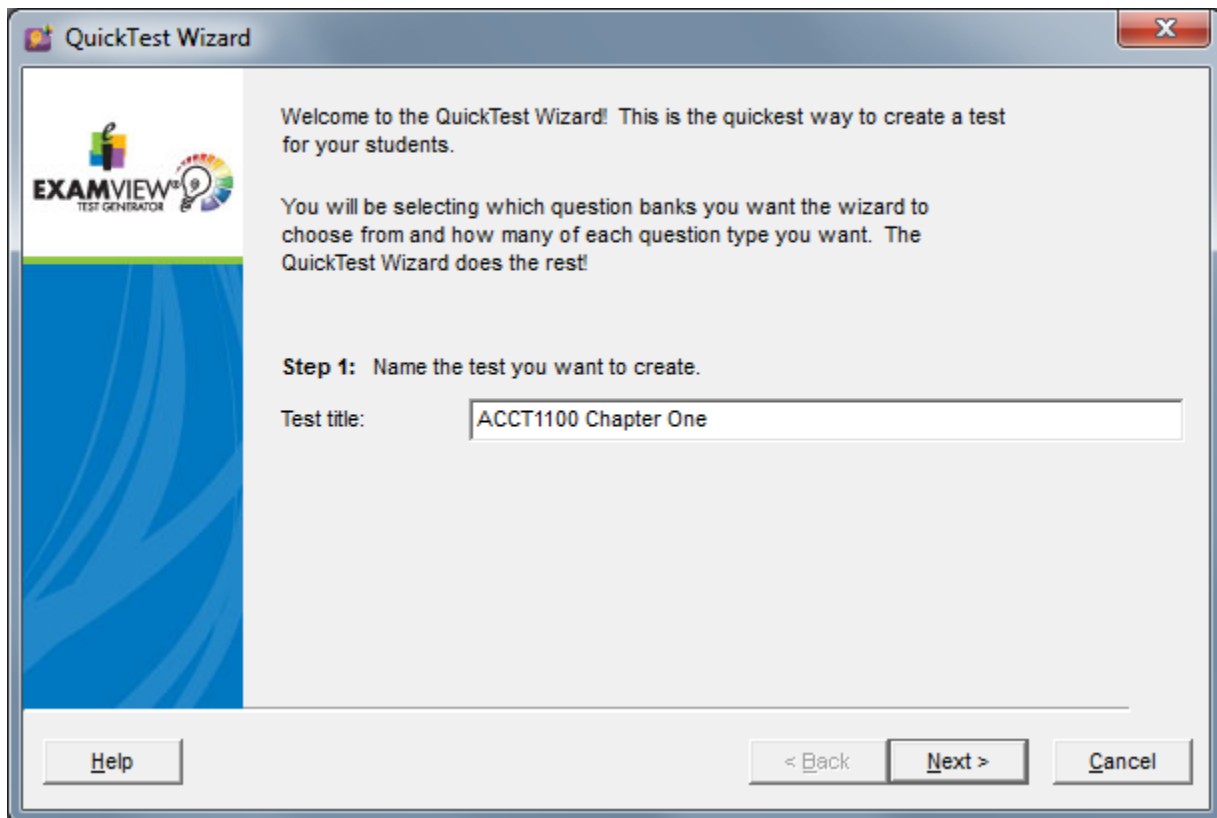 QuickTest Wizard
EXAMVIEW®
TEST GENERATOR
Welcome to the QuickTest Wizard! This is the quickest way to create a test
for your students.
You will be selecting which question banks you want the wizard to
choose from and how many of each question type you want. The
QuickTest Wizard does the rest!
Step 1: Name the test you want to create.
Test title: ACCT1100 Chapter One
Help < Back Next > Cancel